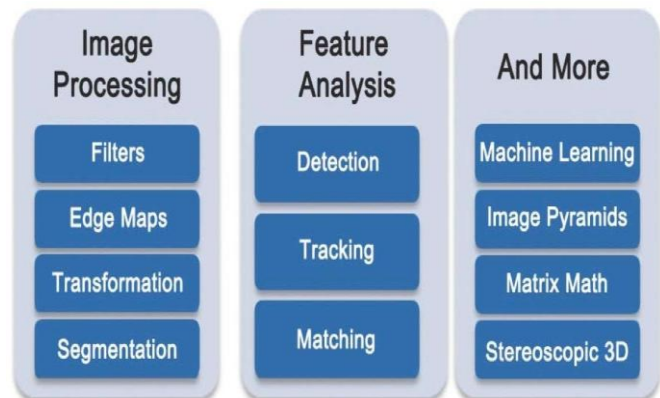 Image
Processing
Filters
Edge Maps
Transformation
Segmentation
Feature
Analysis
Detection
Tracking
Matching
And More
Machine Learning
Image Pyramids
Matrix Math
Stereoscopic 3D